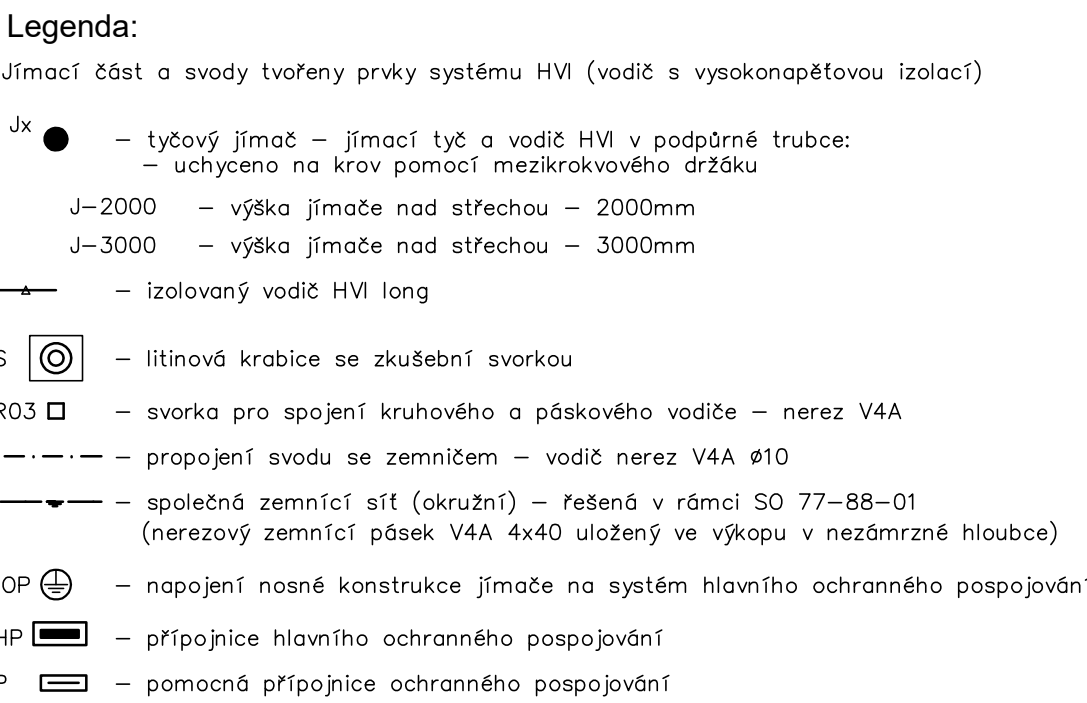 Legenda:
Jímací část a svody tvořeny prvky systému HVI (vodič s vysokonapěťovou izolací)
Jx – tyčový jímač – jímací tyč a vodič HVI v podpůrné trubce:
– uchyceno na krov pomocí mezikrokvového držáku
J–2000 – výška jímače nad střechou – 2000mm
J–3000 – výška jímače nad střechou – 3000mm
– izolovaný vodič HVI long
S – litinová krabice se zkušební svorkou
R03 – svorka pro spojení kruhového a páskového vodiče – nerez V4A
– propojení svodu se zemničem – vodič nerez V4A Ø10
– společná zemnící síť (okružní) – řešená v rámci SO 77–88–01
(nerezový zemnící pásek V4A 4x40 uložený ve výkopu v nezámrzné hloubce)
OP – napojení nosné konstrukce jímače na systém hlavního ochranného pospojování
HP – přípojnice hlavního ochranného pospojování
P – pomocná přípojnice ochranného pospojování